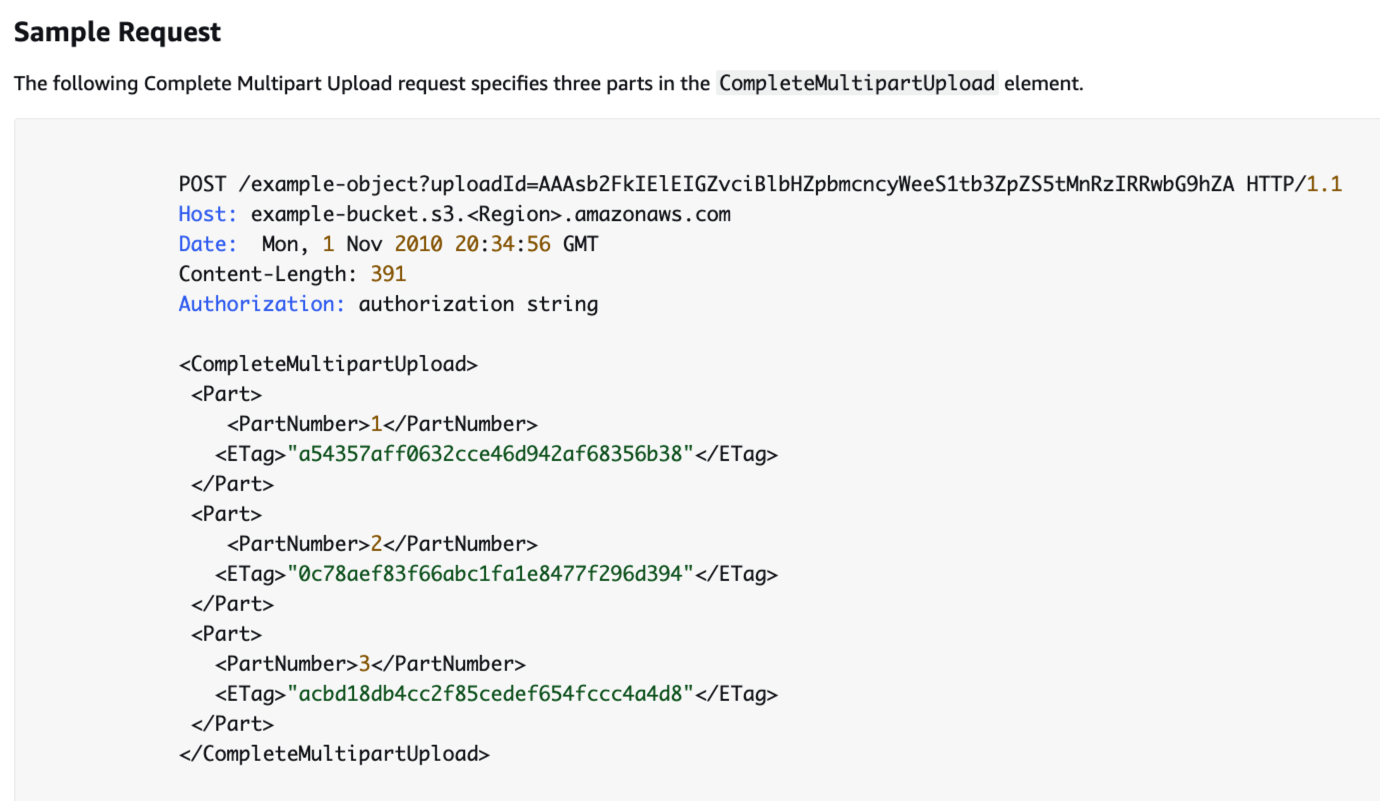 Sample Request
The following Complete Multipart Upload request specifies three parts in the CompleteMultipartUpload element.
POST /example-object?uploadId=AAAsb2FkIElEIGZvciBlbHZpbmcncyWeeS1tb3ZpZS5tMnRzIRRwbG9hZA HTTP/1.1
Host: example-bucket.s3.<Region>.amazonaws.com
Date:  Mon, 1 Nov 2010 20:34:56 GMT
Content-Length: 391
Authorization: authorization string
<CompleteMultipartUpload>
 <Part>
    <PartNumber>1</PartNumber>
   <ETag>"a54357aff0632cce46d942af68356b38"</ETag>
 </Part>
 <Part>
    <PartNumber>2</PartNumber>
   <ETag>"0c78aef83f66abc1fa1e8477f296d394"</ETag>
 </Part>
 <Part>
   <PartNumber>3</PartNumber>
   <ETag>"acbd18db4cc2f85cedef654fccc4a4d8"</ETag>
 </Part>
</CompleteMultipartUpload>